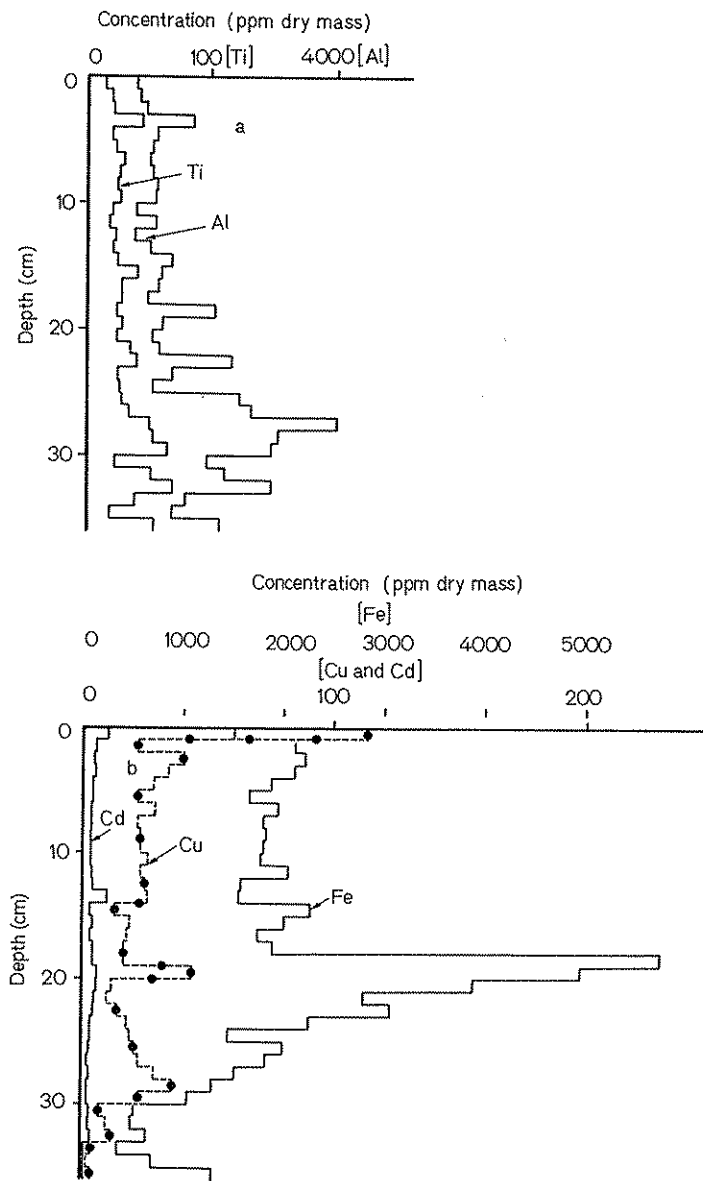 Concentration (ppm dry mass)
0 100 [Ti] 4000 [Al]
0
a
Ti
10
Al
Depth (cm)
20
30
Concentration (ppm dry mass)
[Fe]
0 1000 2000 3000 4000 5000
[Cu and Cd]
0 100 200
0
b
Cd
Cu
10
Fe
Depth (cm)
20
30